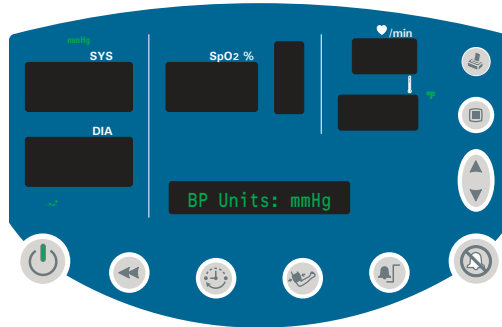 mmHg
SYS
SpO2 %
/min
°F
DIA
BP Units: mmHg